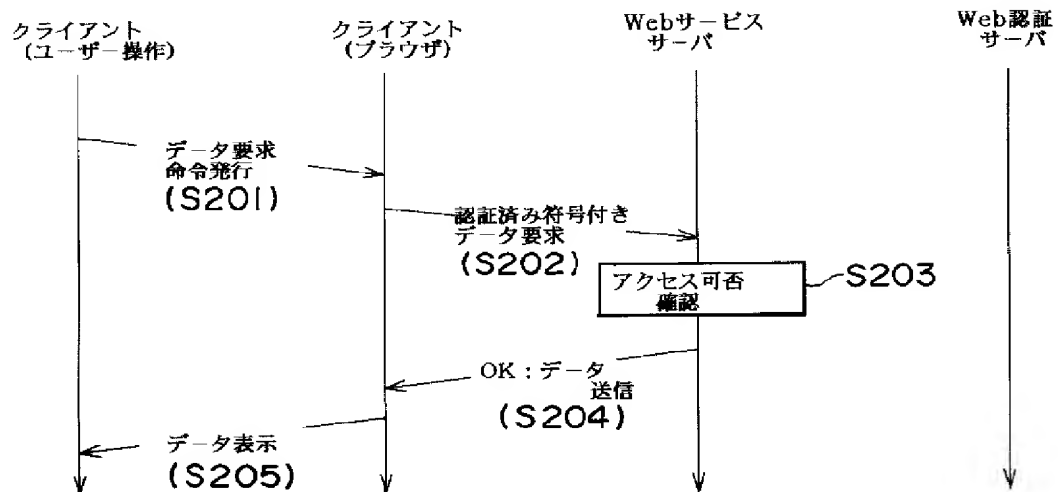 クライアント
(ユーザー操作)
クライアント
(ブラウザ)
Webサービス
サーバ
Web認証
サーバ
データ要求
命令発行
(S201)
認証済み符号付き
データ要求
(S202)
アクセス可否
確認
S203
OK:データ
送信
(S204)
データ表示
(S205)